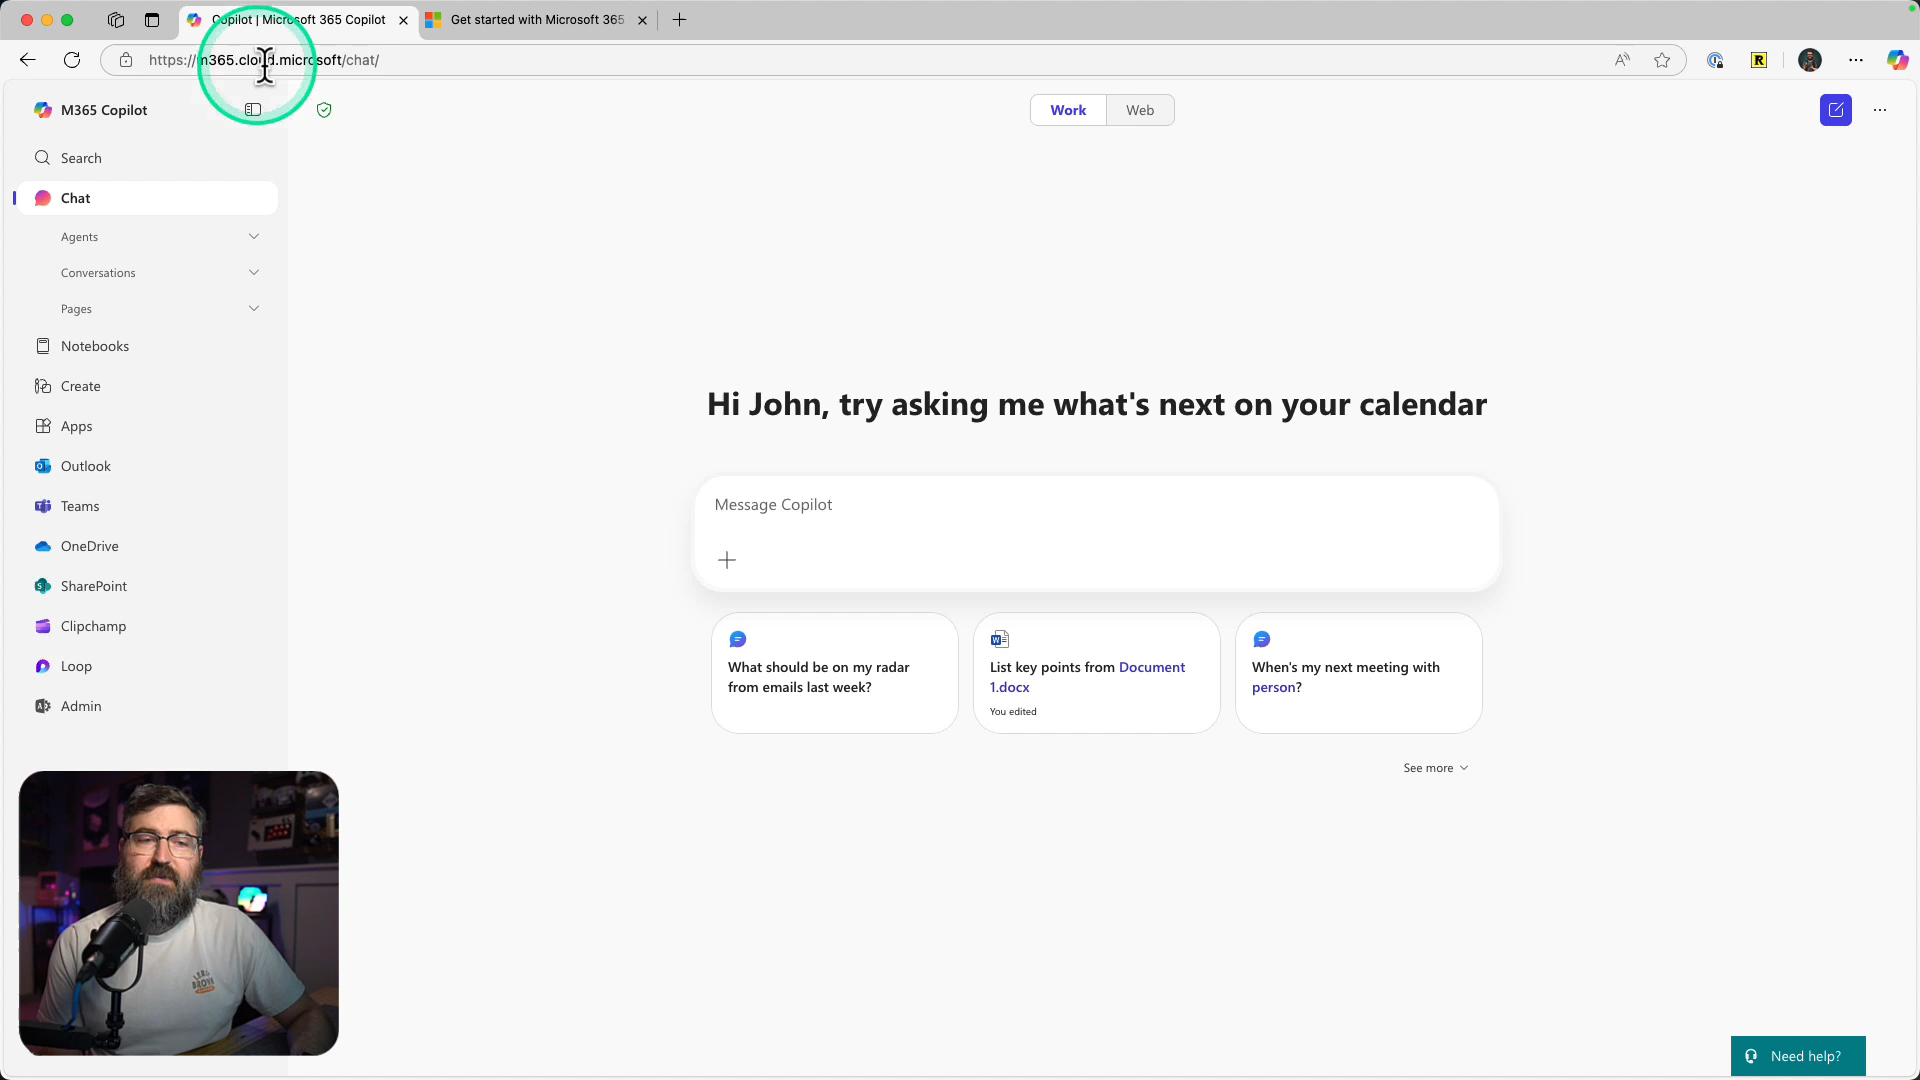 Copilot | Microsoft 365 Copilot
Get started with Microsoft 365
https://m365.cloud.microsoft/chat/
M365 Copilot
Work
Web
Search
Chat
Agents
Conversations
Pages
Notebooks
Create
Apps
Outlook
Teams
OneDrive
SharePoint
Clipchamp
Loop
Admin
Hi John, try asking me what's next on your calendar
Message Copilot
What should be on my radar
from emails last week?
List key points from Document
1.docx
You edited
When's my next meeting with
person?
See more
Need help?